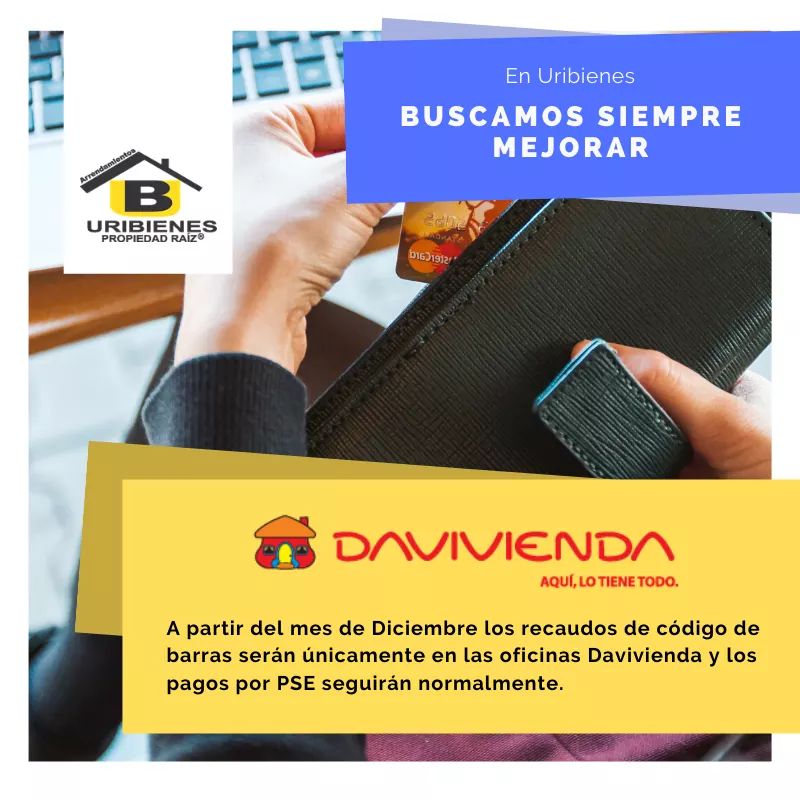 En Uribienes
BUSCAMOS SIEMPRE
MEJORAR
Arrendamientos
B
URIBIENES
PROPIEDAD RAÍZ®
MasterCard
DAVIVIENDA
AQUÍ, LO TIENE TODO.
A partir del mes de Diciembre los recaudos de código de
barras serán únicamente en las oficinas Davivienda y los
pagos por PSE seguirán normalmente.